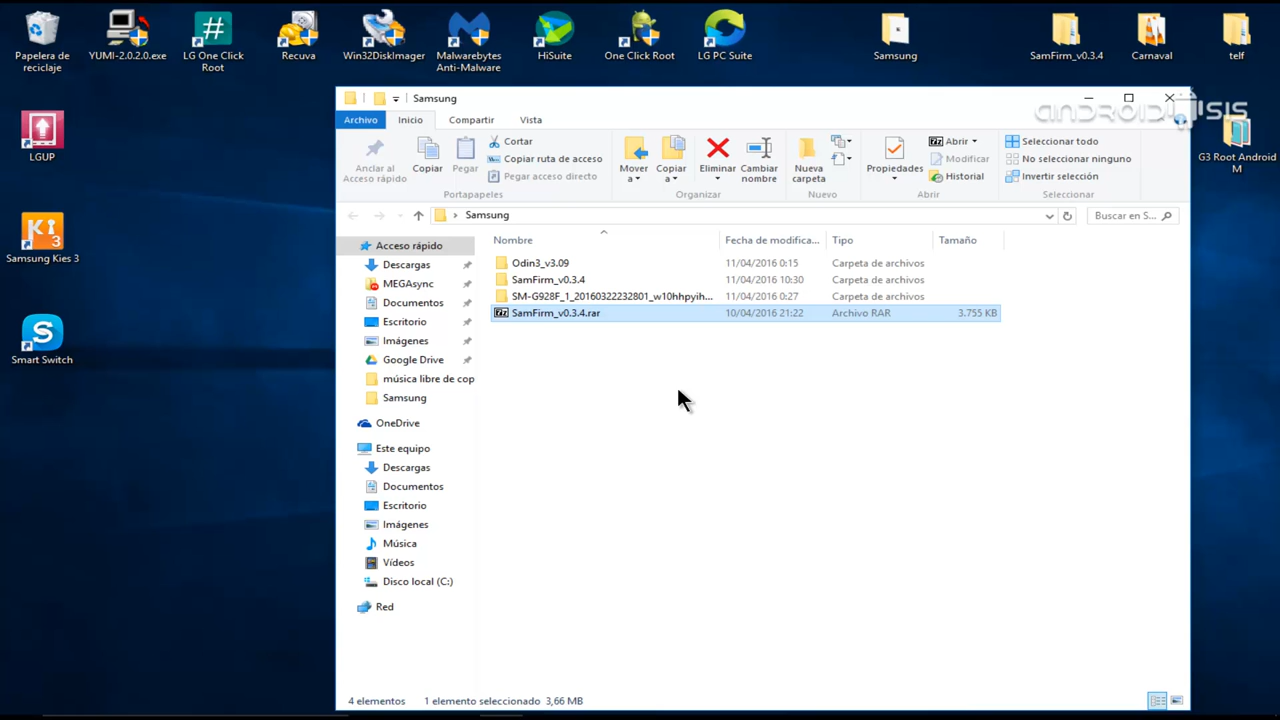 Papelera de reciclaje
YUMI-2.0.2.0.exe
LG One Click Root
Recuva
Win32DiskImager
Malwarebytes Anti-Malware
HiSuite
One Click Root
LG PC Suite
Samsung
SamFirm_v0.3.4
Carnaval
telf
LGUP
Samsung Kies 3
Smart Switch
G3 Root Android M
ANDROIDSIS
Samsung
Archivo Inicio Compartir Vista
Anclar al Acceso rápido
Copiar
Pegar
Cortar
Copiar ruta de acceso
Pegar acceso directo
Portapapeles
Mover a
Copiar a
Eliminar
Cambiar nombre
Organizar
Nueva carpeta
Nuevo
Propiedades
Abrir
Modificar
Historial
Abrir
Seleccionar todo
No seleccionar ninguno
Invertir selección
Seleccionar
Samsung
Buscar en S...
Nombre Fecha de modifica... Tipo Tamaño
Odin3_v3.09 11/04/2016 0:15 Carpeta de archivos
SamFirm_v0.3.4 11/04/2016 10:30 Carpeta de archivos
SM-G928F_1_20160322232801_w10hhpyih... 11/04/2016 0:27 Carpeta de archivos
SamFirm_v0.3.4.rar 10/04/2016 21:22 Archivo RAR 3.755 KB
Acceso rápido
Descargas
MEGAsync
Documentos
Escritorio
Imágenes
Google Drive
música libre de cop
Samsung
OneDrive
Este equipo
Descargas
Documentos
Escritorio
Imágenes
Música
Vídeos
Disco local (C:)
Red
4 elementos 1 elemento seleccionado 3,66 MB